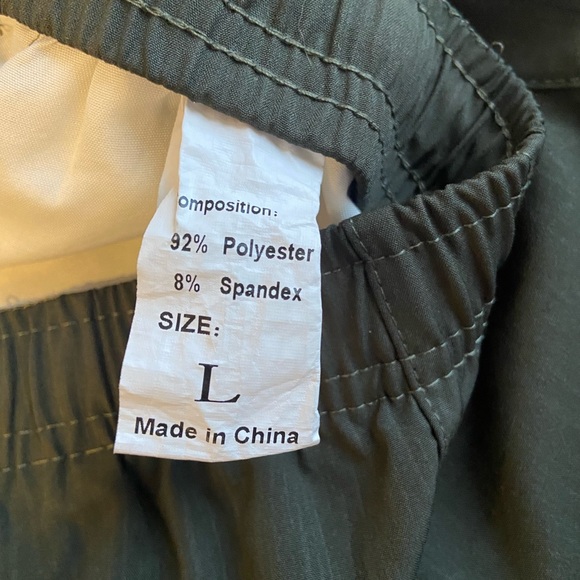 omposition:
92% Polyester
8% Spandex
SIZE:
L
Made in China